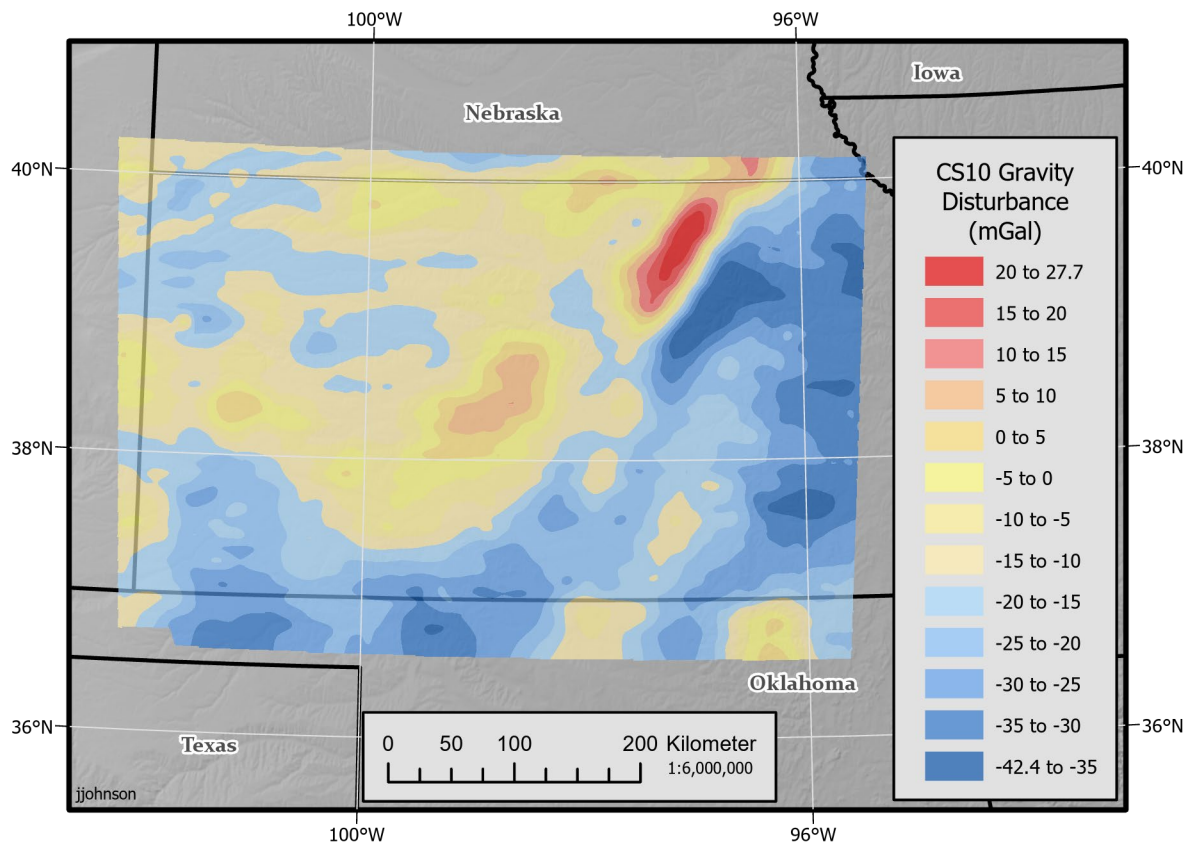 100°W
96°W
Iowa
Nebraska
40°N
40°N
CS10 Gravity
Disturbance
(mGal)
20 to 27.7
15 to 20
10 to 15
5 to 10
0 to 5
-5 to 0
-10 to -5
-15 to -10
-20 to -15
-25 to -20
-30 to -25
-35 to -30
-42.4 to -35
38°N
38°N
Oklahoma
36°N
36°N
Texas
0 50 100 200 Kilometer
1:6,000,000
jjohnson
100°W
96°W